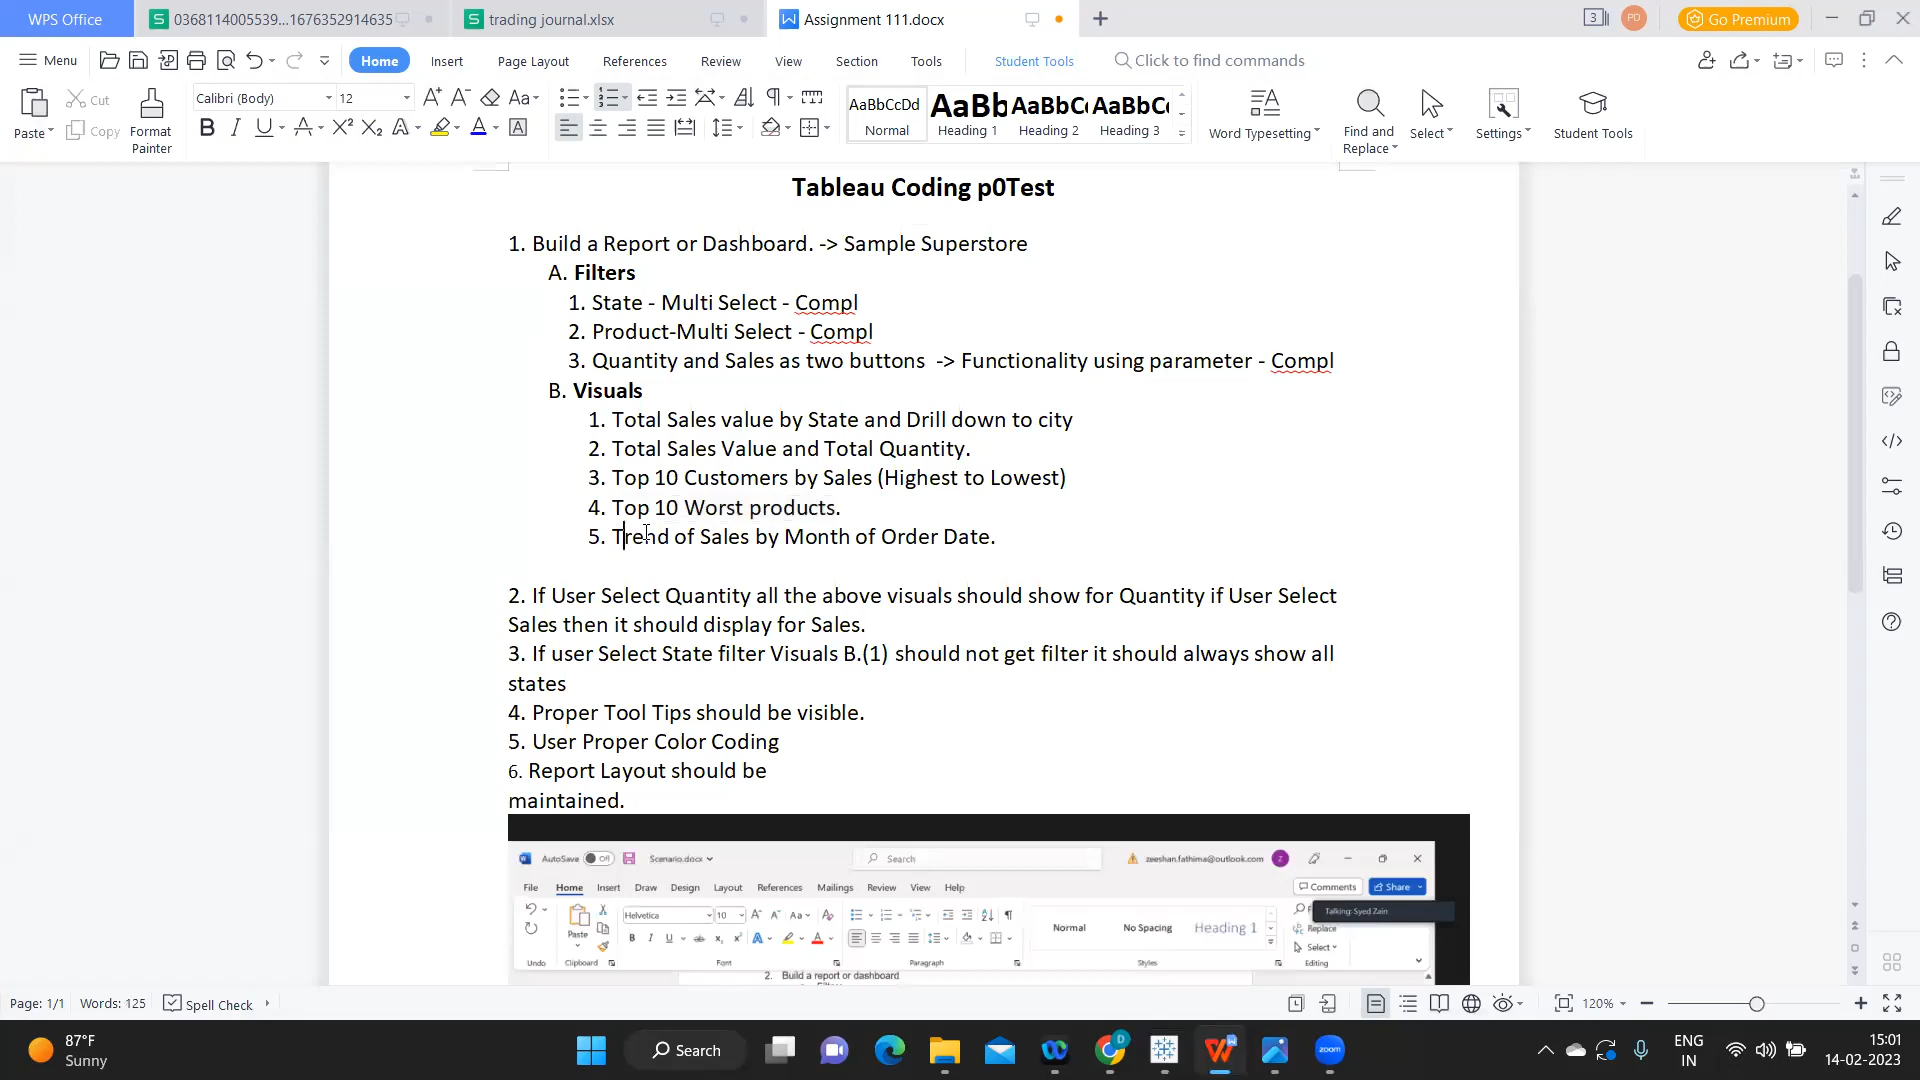 WPS Office
0368114005539...1676352914635
trading journal.xlsx
Assignment 111.docx
Go Premium
Menu
Home
Insert
Page Layout
References
Review
View
Section
Tools
Student Tools
Click to find commands
Paste
Cut
Copy
Format Painter
Calibri (Body)
12
AaBbCcDd
Normal
Heading 1
Heading 2
Heading 3
Word Typesetting
Find and Replace
Select
Settings
Student Tools
Tableau Coding p0Test
1. Build a Report or Dashboard. -> Sample Superstore
A. Filters
1. State - Multi Select - Compl
2. Product-Multi Select - Compl
3. Quantity and Sales as two buttons -> Functionality using parameter - Compl
B. Visuals
1. Total Sales value by State and Drill down to city
2. Total Sales Value and Total Quantity.
3. Top 10 Customers by Sales (Highest to Lowest)
4. Top 10 Worst products.
5. Trend of Sales by Month of Order Date.
2. If User Select Quantity all the above visuals should show for Quantity if User Select
Sales then it should display for Sales.
3. If user Select State filter Visuals B.(1) should not get filter it should always show all
states
4. Proper Tool Tips should be visible.
5. User Proper Color Coding
6. Report Layout should be
maintained.
AutoSave Off Scenario.docx Search zeeshan.fathima@outlook.com
File Home Insert Draw Design Layout References Mailings Review View Help Comments Share
Talking: Syed Zain
Helvetica 10
Paste
Normal No Spacing Heading 1
Replace
Select
Undo Clipboard Font Paragraph Styles Editing
2. Build a report or dashboard
Page: 1/1 Words: 125 Spell Check 120%
87°F
Sunny
Search
zoom
ENG
IN
15:01
14-02-2023